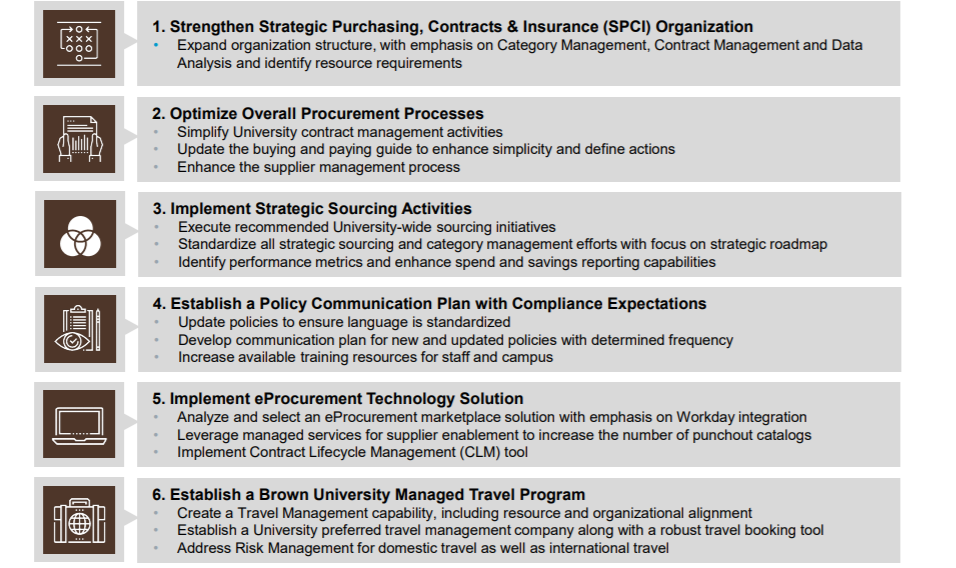 1. Strengthen Strategic Purchasing, Contracts & Insurance (SPCI) Organization
• Expand organization structure, with emphasis on Category Management, Contract Management and Data
Analysis and identify resource requirements
2. Optimize Overall Procurement Processes
• Simplify University contract management activities
• Update the buying and paying guide to enhance simplicity and define actions
• Enhance the supplier management process
3. Implement Strategic Sourcing Activities
• Execute recommended University-wide sourcing initiatives
• Standardize all strategic sourcing and category management efforts with focus on strategic roadmap
• Identify performance metrics and enhance spend and savings reporting capabilities
4. Establish a Policy Communication Plan with Compliance Expectations
• Update policies to ensure language is standardized
• Develop communication plan for new and updated policies with determined frequency
• Increase available training resources for staff and campus
5. Implement eProcurement Technology Solution
• Analyze and select an eProcurement marketplace solution with emphasis on Workday integration
• Leverage managed services for supplier enablement to increase the number of punchout catalogs
• Implement Contract Lifecycle Management (CLM) tool
6. Establish a Brown University Managed Travel Program
• Create a Travel Management capability, including resource and organizational alignment
• Establish a University preferred travel management company along with a robust travel booking tool
• Address Risk Management for domestic travel as well as international travel